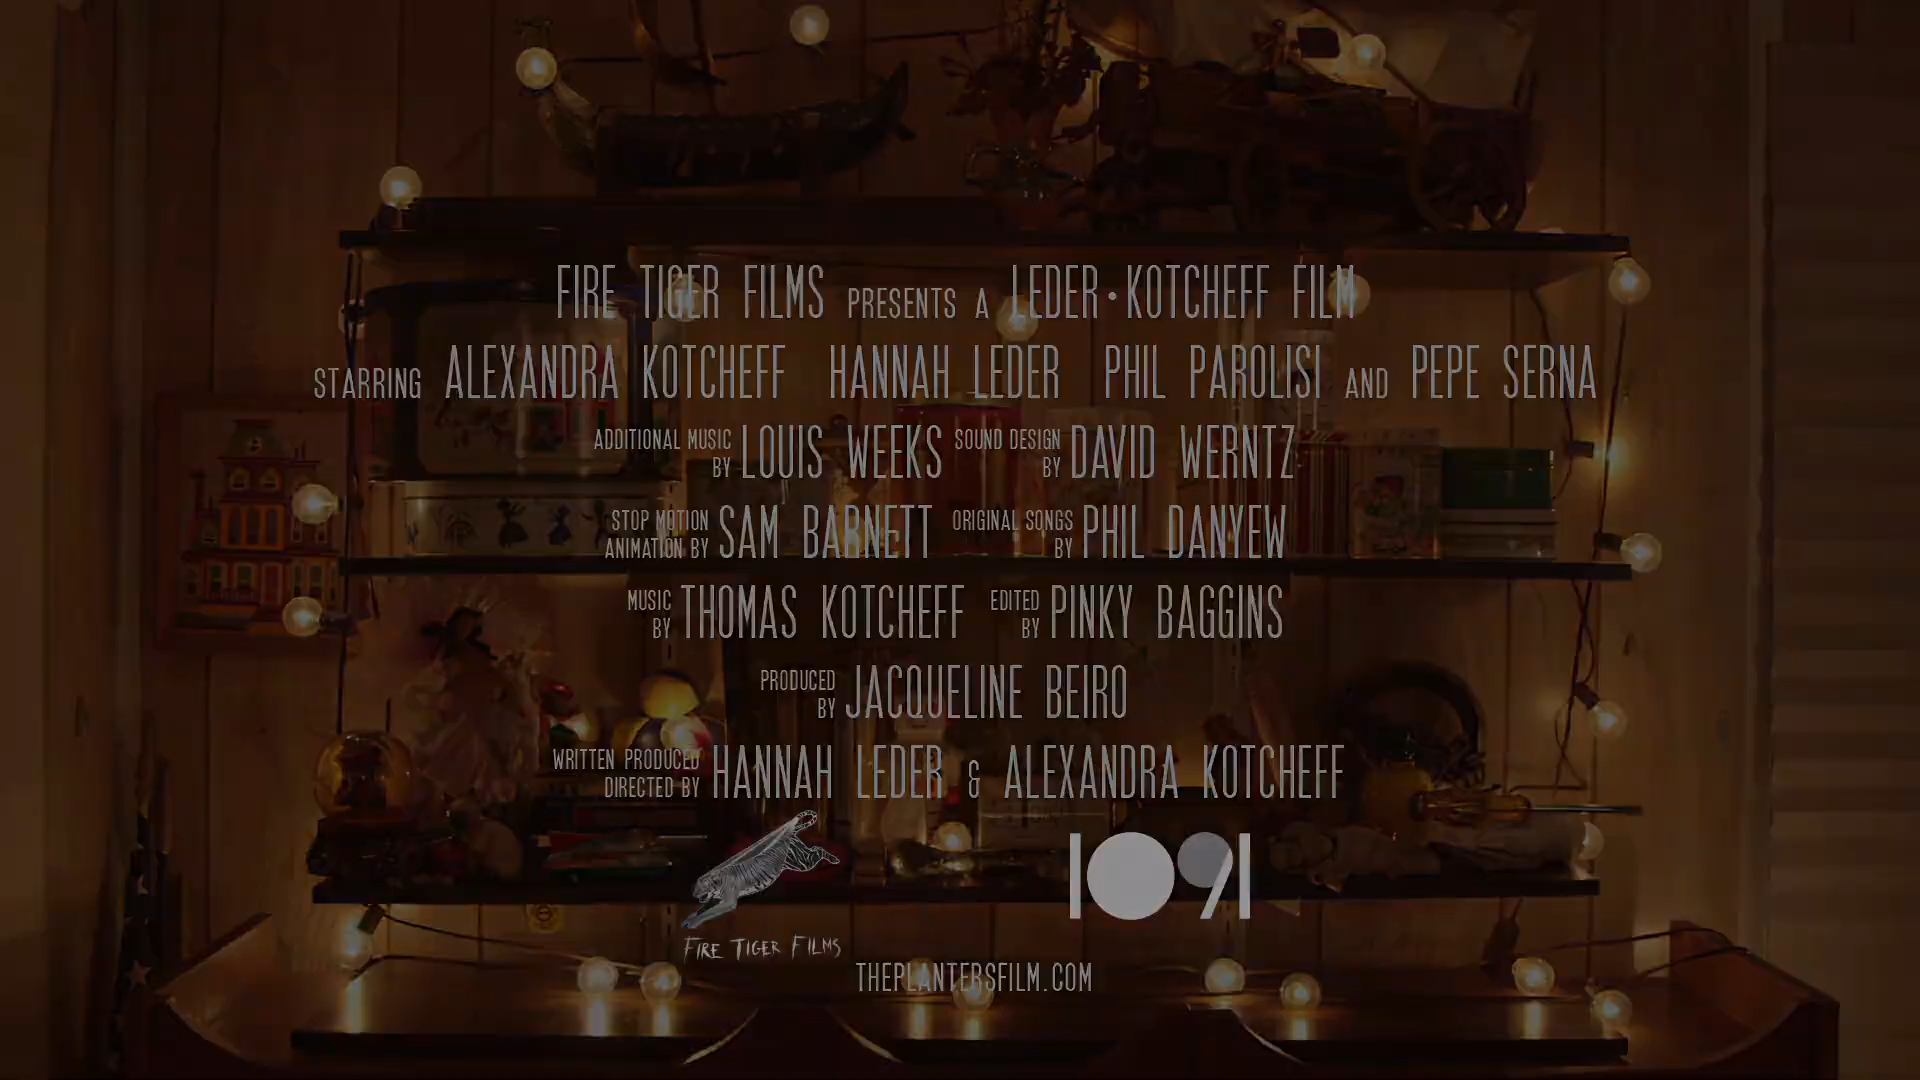 FIRE TIGER FILMS PRESENTS A LEDER·KOTCHEFF FILM
STARRING ALEXANDRA KOTCHEFF HANNAH LEDER PHIL PAROLISI AND PEPE SERNA
ADDITIONAL MUSIC BY LOUIS WEEKS SOUND DESIGN BY DAVID WERNTZ
STOP MOTION ANIMATION BY SAM BARNETT ORIGINAL SONGS BY PHIL DANYEW
MUSIC BY THOMAS KOTCHEFF EDITED BY PINKY BAGGINS
PRODUCED BY JACQUELINE BEIRO
WRITTEN PRODUCED DIRECTED BY HANNAH LEDER & ALEXANDRA KOTCHEFF
1091
FIRE TIGER FILMS
THEPLANTERSFILM.COM